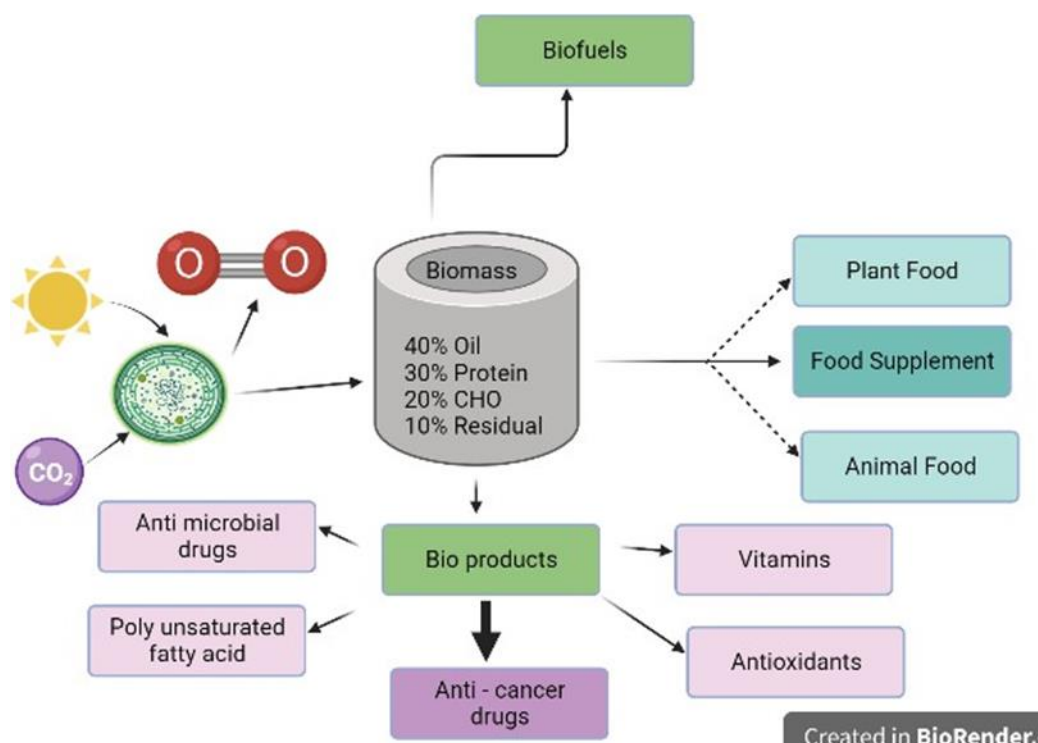 Biofuels
O
O
Biomass
40% Oil
30% Protein
20% CHO
10% Residual
CO₂
Plant Food
Food Supplement
Animal Food
Anti microbial
drugs
Poly unsaturated
fatty acid
Bio products
Anti - cancer
drugs
Vitamins
Antioxidants
Created in BioRender.